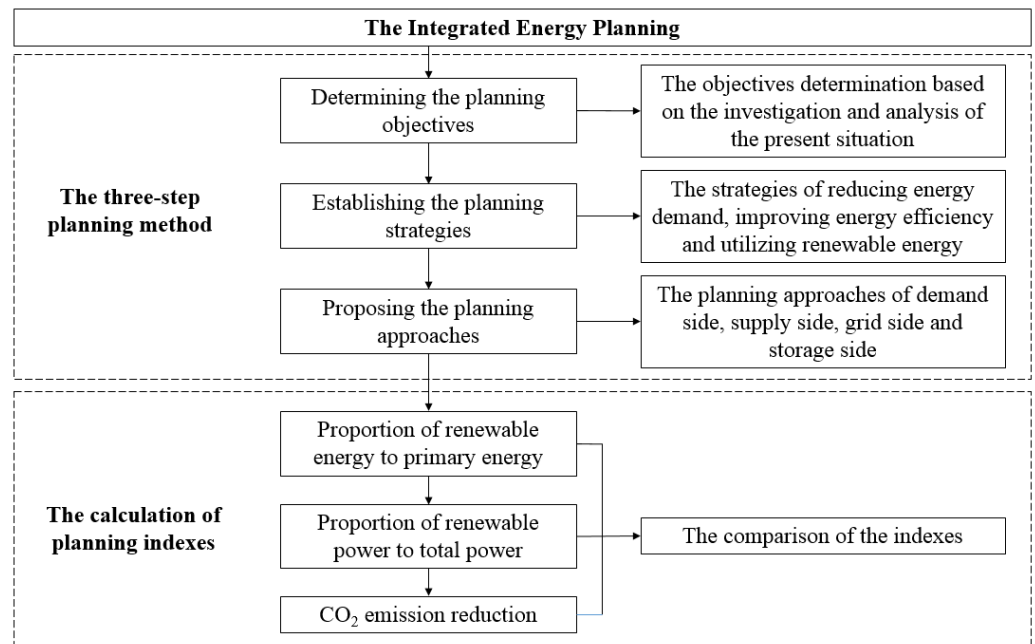 The Integrated Energy Planning
The three-step
planning method
Determining the planning
objectives
The objectives determination based
on the investigation and analysis of
the present situation
Establishing the planning
strategies
The strategies of reducing energy
demand, improving energy efficiency
and utilizing renewable energy
Proposing the planning
approaches
The planning approaches of demand
side, supply side, grid side and
storage side
The calculation of
planning indexes
Proportion of renewable
energy to primary energy
Proportion of renewable
power to total power
CO₂ emission reduction
The comparison of the indexes